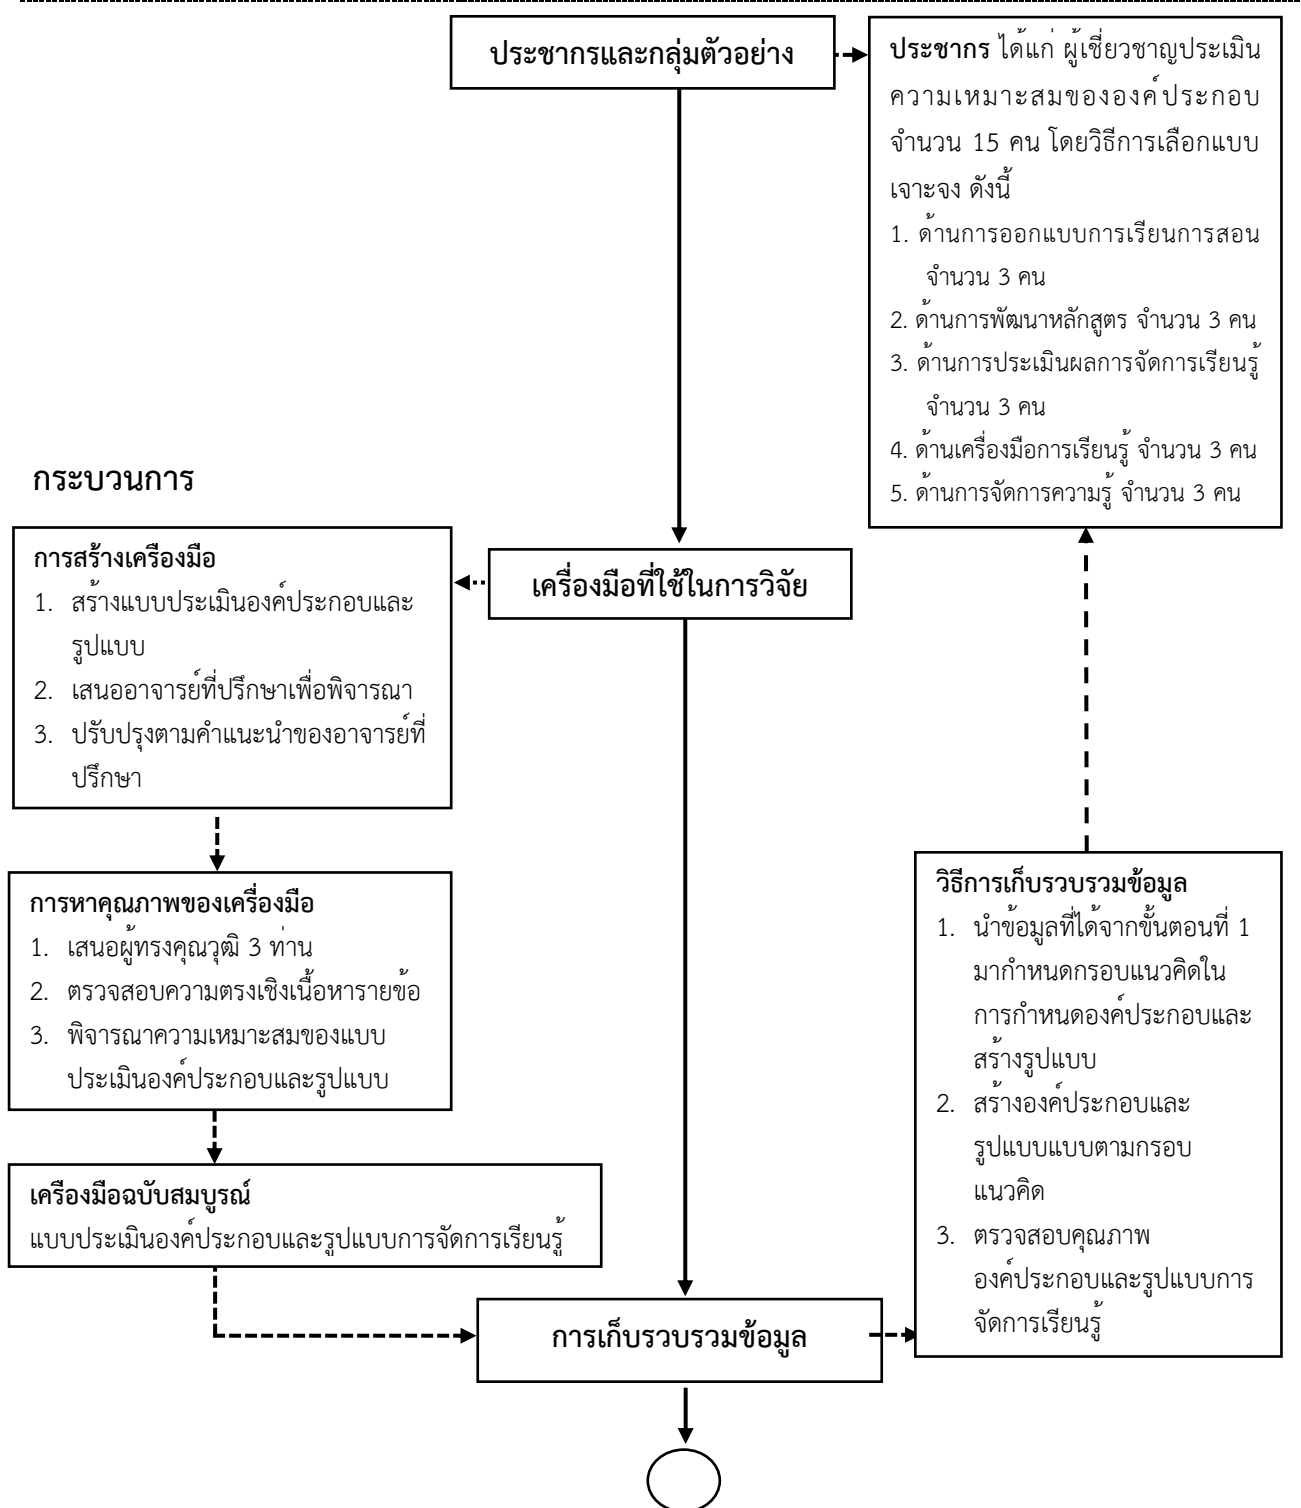 ประชากรและกลุ่มตัวอย่าง
ประชากร ได้แก่ ผู้เชี่ยวชาญประเมิน
ความเหมาะสมขององค์ประกอบ
จำนวน 15 คน โดยวิธีการเลือกแบบ
เจาะจง ดังนี้
1. ด้านการออกแบบการเรียนการสอน
จำนวน 3 คน
2. ด้านการพัฒนาหลักสูตร จำนวน 3 คน
3. ด้านการประเมินผลการจัดการเรียนรู้
จำนวน 3 คน
4. ด้านเครื่องมือการเรียนรู้ จำนวน 3 คน
5. ด้านการจัดการความรู้ จำนวน 3 คน
กระบวนการ
การสร้างเครื่องมือ
1. สร้างแบบประเมินองค์ประกอบและ
รูปแบบ
2. เสนออาจารย์ที่ปรึกษาเพื่อพิจารณา
3. ปรับปรุงตามคำแนะนำของอาจารย์ที่
ปรึกษา
เครื่องมือที่ใช้ในการวิจัย
การหาคุณภาพของเครื่องมือ
1. เสนอผู้ทรงคุณวุฒิ 3 ท่าน
2. ตรวจสอบความตรงเชิงเนื้อหารายข้อ
3. พิจารณาความเหมาะสมของแบบ
ประเมินองค์ประกอบและรูปแบบ
เครื่องมือฉบับสมบูรณ์
แบบประเมินองค์ประกอบและรูปแบบการจัดการเรียนรู้
การเก็บรวบรวมข้อมูล
วิธีการเก็บรวบรวมข้อมูล
1. นำข้อมูลที่ได้จากขั้นตอนที่ 1
มากำหนดกรอบแนวคิดใน
การกำหนดองค์ประกอบและ
สร้างรูปแบบ
2. สร้างองค์ประกอบและ
รูปแบบแบบตามกรอบ
แนวคิด
3. ตรวจสอบคุณภาพ
องค์ประกอบและรูปแบบการ
จัดการเรียนรู้